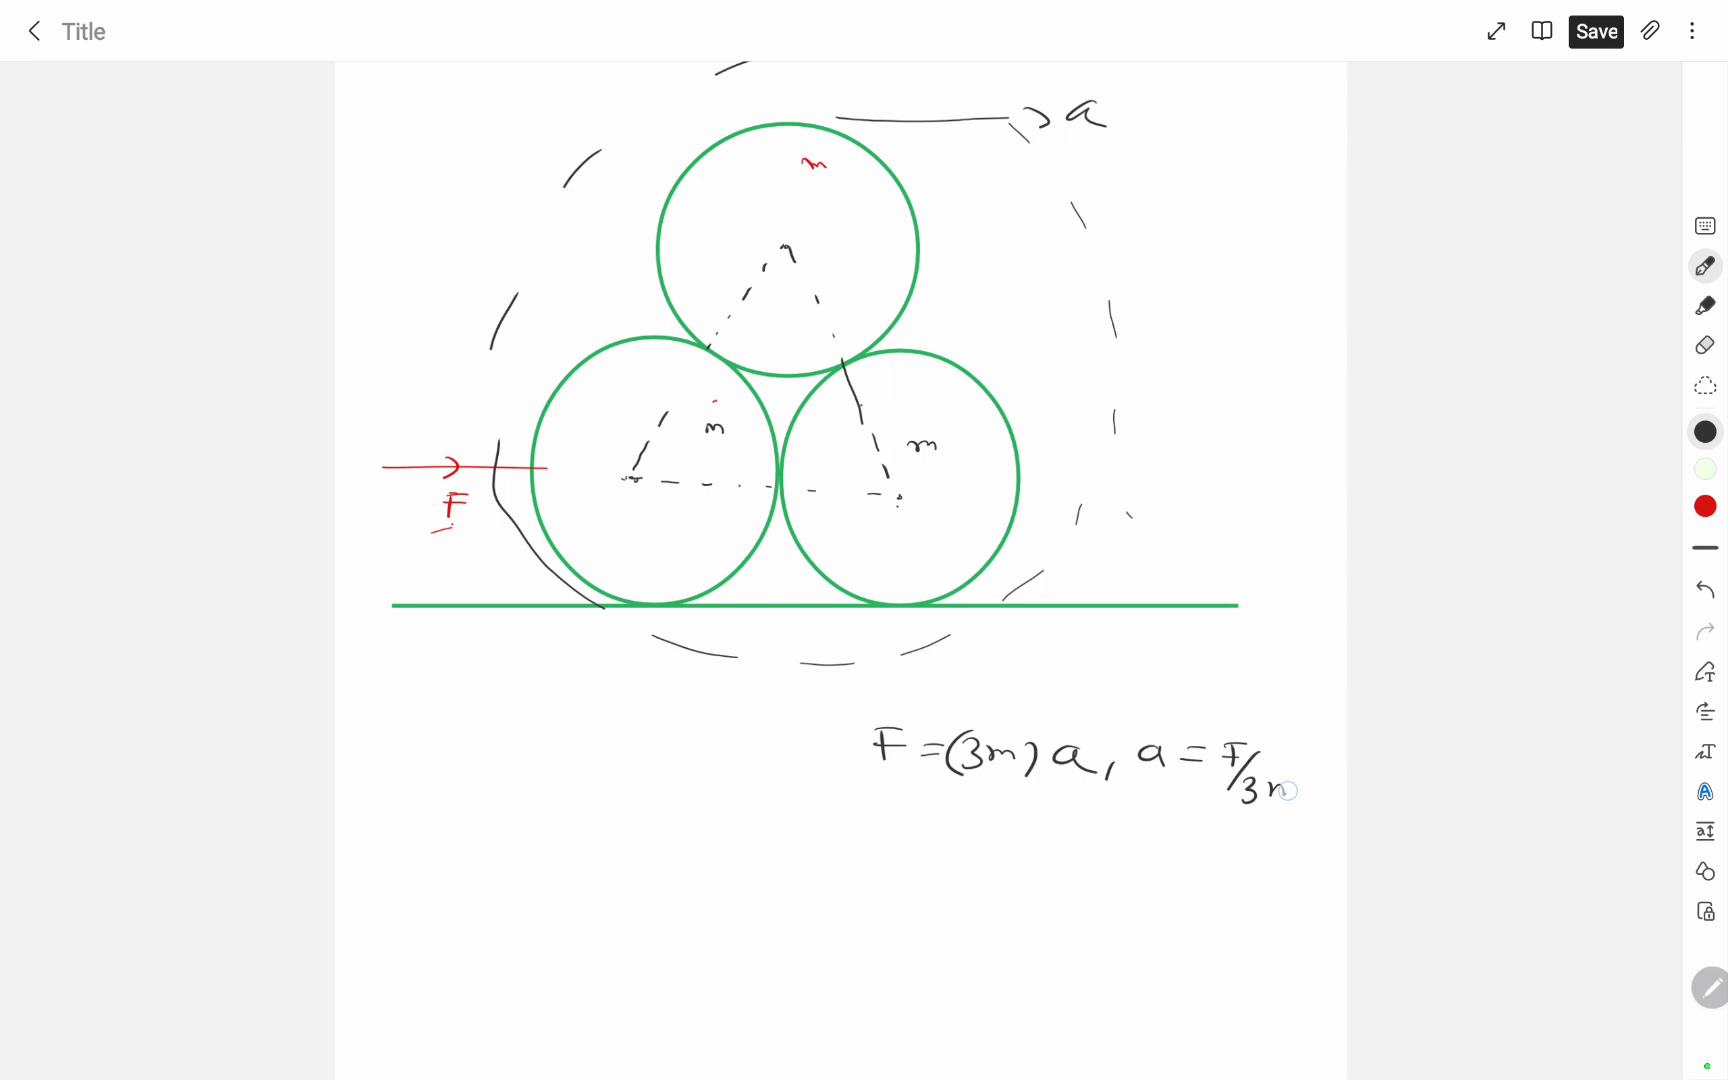 Title
Save
a
m
m
m
F
F = (3m) a, a = F/3m